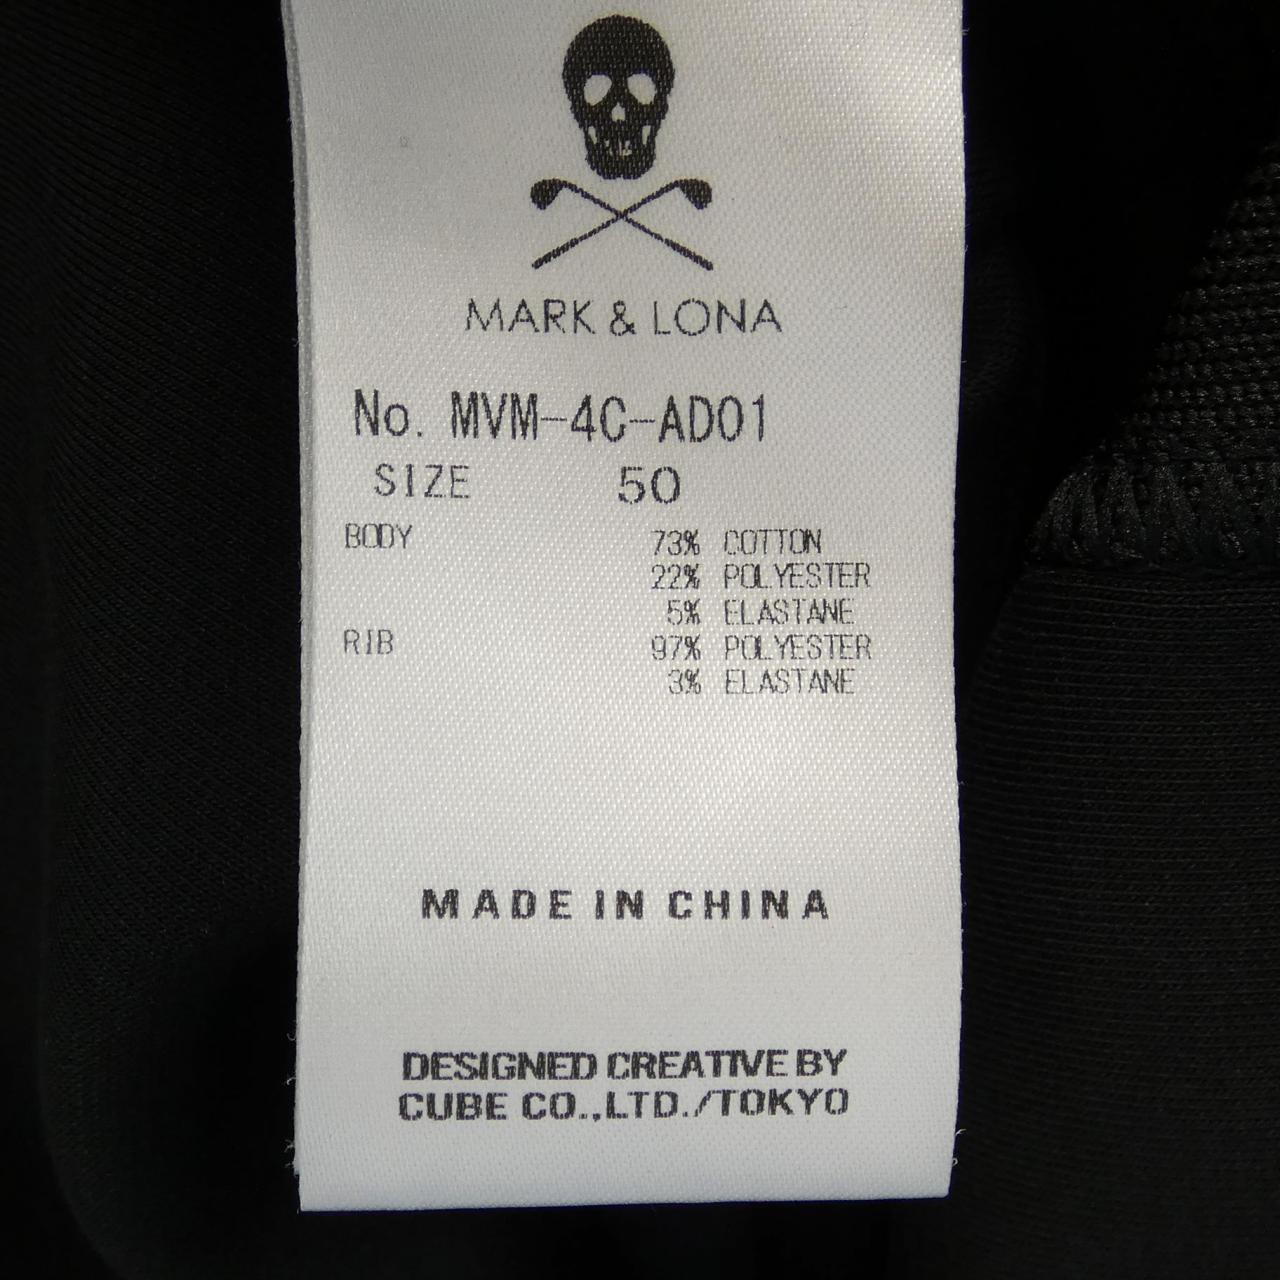 MARK & LONA
No. MVM-4C-AD01
SIZE 50
BODY 73% COTTON
22% POLYESTER
5% ELASTANE
RIB 97% POLYESTER
3% ELASTANE
MADE IN CHINA
DESIGNED CREATIVE BY
CUBE CO.,LTD./TOKYO